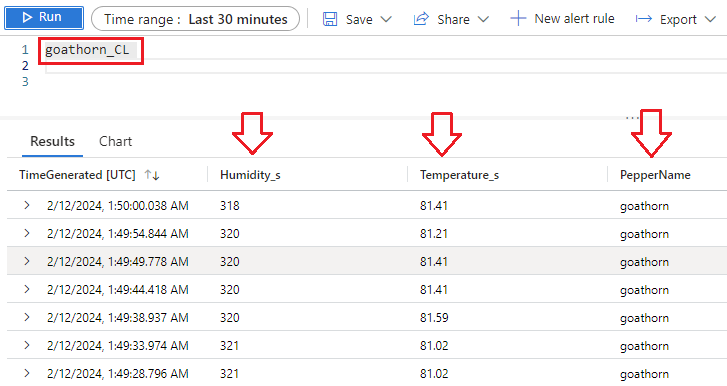 Run Time range : Last 30 minutes Save Share New alert rule Export
1 goathorn_CL
2
3
Results Chart
TimeGenerated [UTC] Humidity_s Temperature_s PepperName
2/12/2024, 1:50:00.038 AM 318 81.41 goathorn
2/12/2024, 1:49:54.844 AM 320 81.21 goathorn
2/12/2024, 1:49:49.778 AM 320 81.41 goathorn
2/12/2024, 1:49:44.418 AM 320 81.41 goathorn
2/12/2024, 1:49:38.937 AM 320 81.59 goathorn
2/12/2024, 1:49:33.974 AM 321 81.02 goathorn
2/12/2024, 1:49:28.796 AM 321 81.02 goathorn